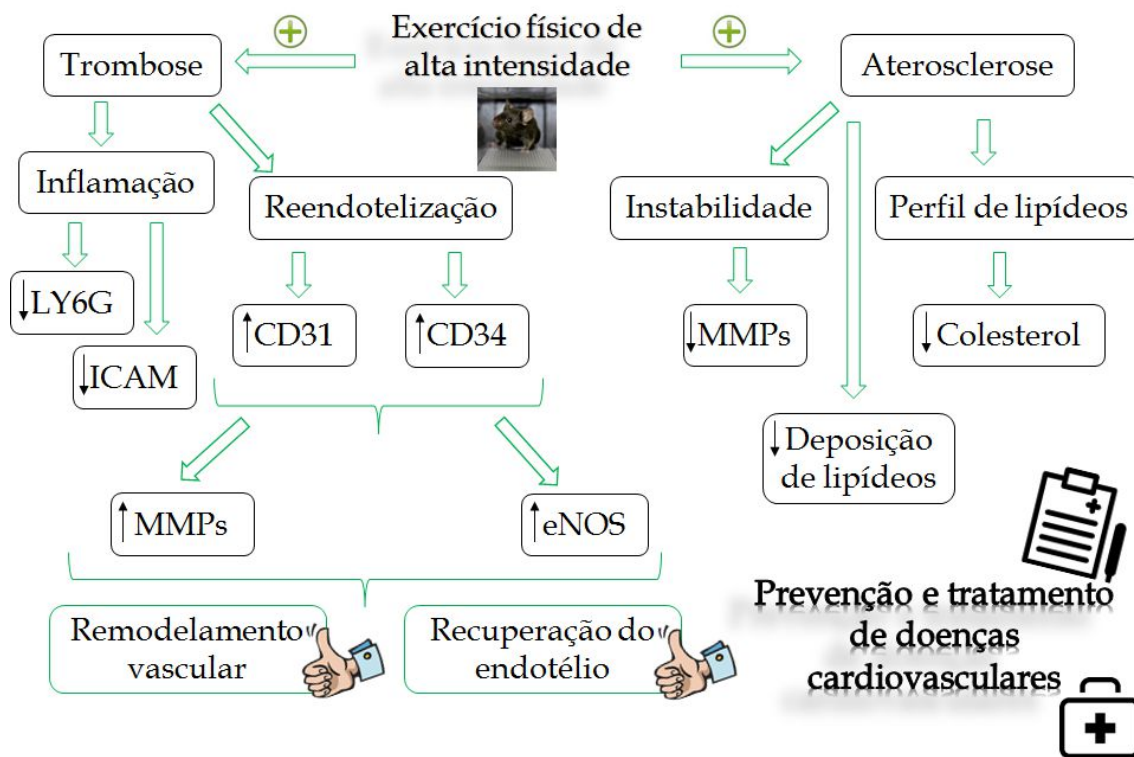 Exercício físico de
alta intensidade
Trombose
Aterosclerose
Inflamação
Reendotelização
Instabilidade
Perfil de lipídeos
↓LY6G
↓ICAM
↑CD31
↑CD34
↓MMPs
↓Colesterol
↓Deposição
de lipídeos
↑MMPs
↑eNOS
Remodelamento
vascular
Recuperação do
endotélio
Prevenção e tratamento
de doenças
cardiovasculares